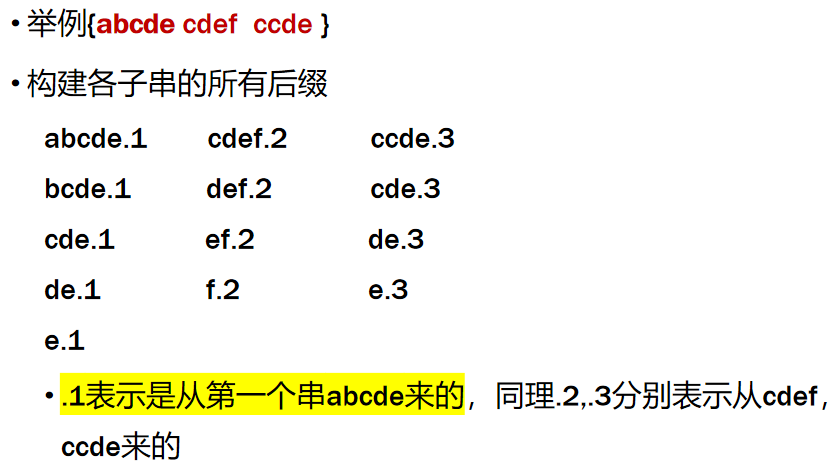 • 举例{abcde cdef ccde }
• 构建各子串的所有后缀
abcde.1 cdef.2 ccde.3
bcde.1 def.2 cde.3
cde.1 ef.2 de.3
de.1 f.2 e.3
e.1
• .1表示是从第一个串abcde来的，同理.2,.3分别表示从cdef，
ccde来的